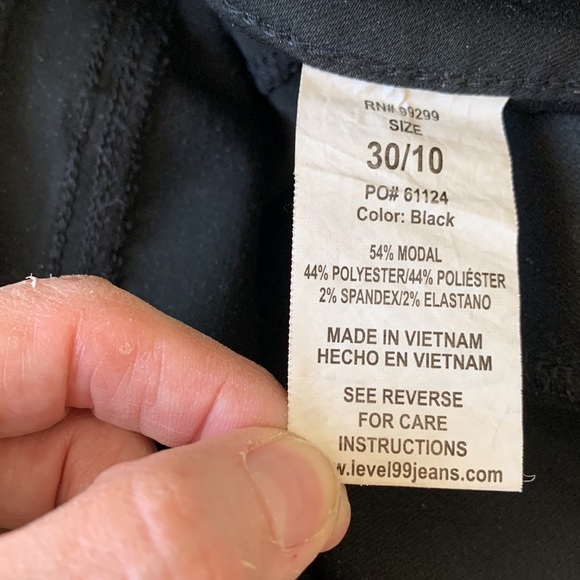 RN# 99299
SIZE
30/10
PO# 61124
Color: Black
54% MODAL
44% POLYESTER/44% POLIÉSTER
2% SPANDEX/2% ELASTANO
MADE IN VIETNAM
HECHO EN VIETNAM
SEE REVERSE
FOR CARE
INSTRUCTIONS
w.level99jeans.com